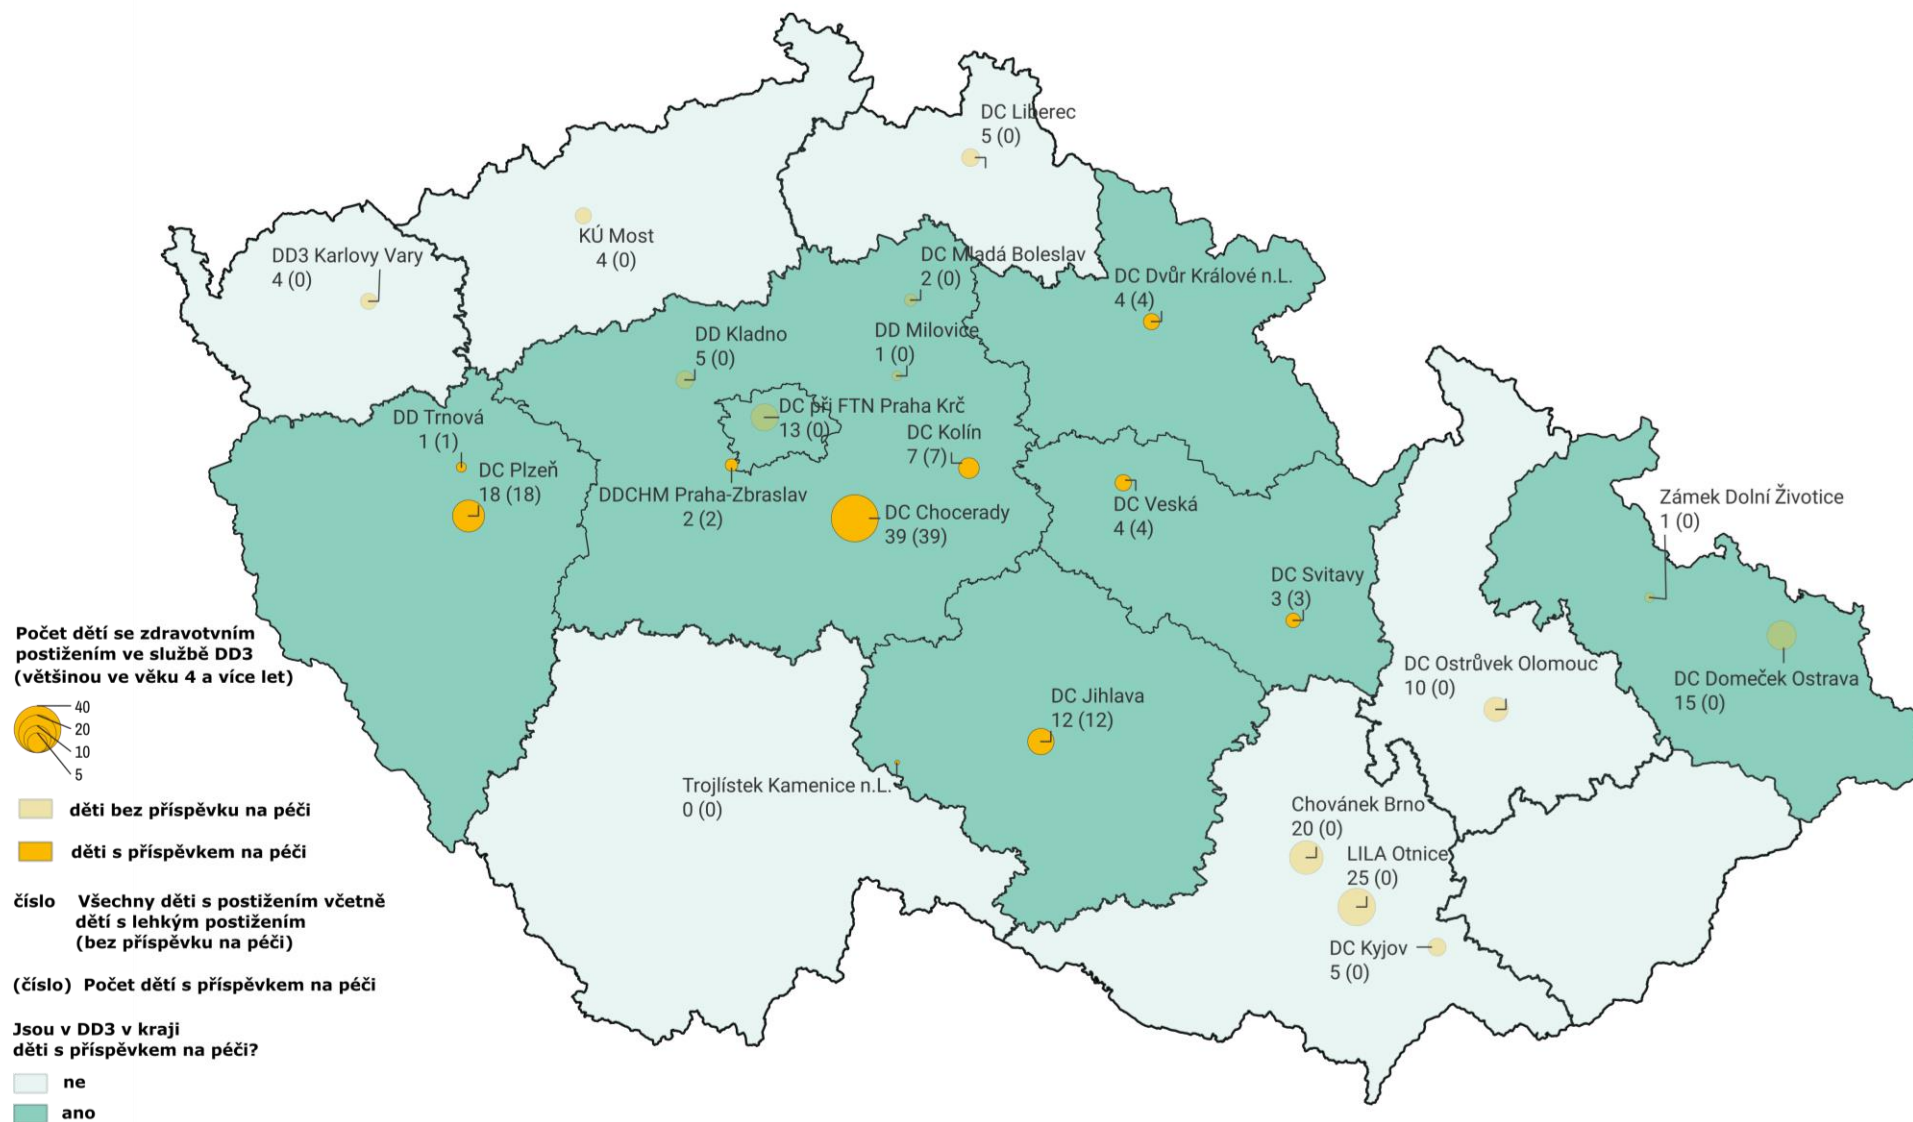 DC Liberec
5 (0)
KÚ Most
4 (0)
DD3 Karlovy Vary
4 (0)
DC Mladá Boleslav
2 (0)
DC Dvůr Králové n.L.
4 (4)
DD Kladno
5 (0)
DD Milovice
1 (0)
DC při FTN Praha Krč
13 (0)
DD Trnová
1 (1)
DC Kolín
7 (7)
DC Plzeň
18 (18)
DDCHM Praha-Zbraslav
2 (2)
DC Chocerady
39 (39)
DC Veská
4 (4)
Zámek Dolní Životice
1 (0)
DC Svitavy
3 (3)
DC Ostrůvek Olomouc
10 (0)
DC Domeček Ostrava
15 (0)
DC Jihlava
12 (12)
Trojlístek Kamenice n.L.
0 (0)
Chovánek Brno
20 (0)
LILA Otnice
25 (0)
DC Kyjov
5 (0)
Počet dětí se zdravotvním
postižením ve službě DD3
(většinou ve věku 4 a více let)
40
20
10
5
děti bez příspěvku na péči
děti s příspěvkem na péči
číslo Všechny děti s postižením včetně
dětí s lehkým postižením
(bez příspěvku na péči)
(číslo) Počet dětí s příspěvkem na péči
Jsou v DD3 v kraji
děti s příspěvkem na péči?
ne
ano